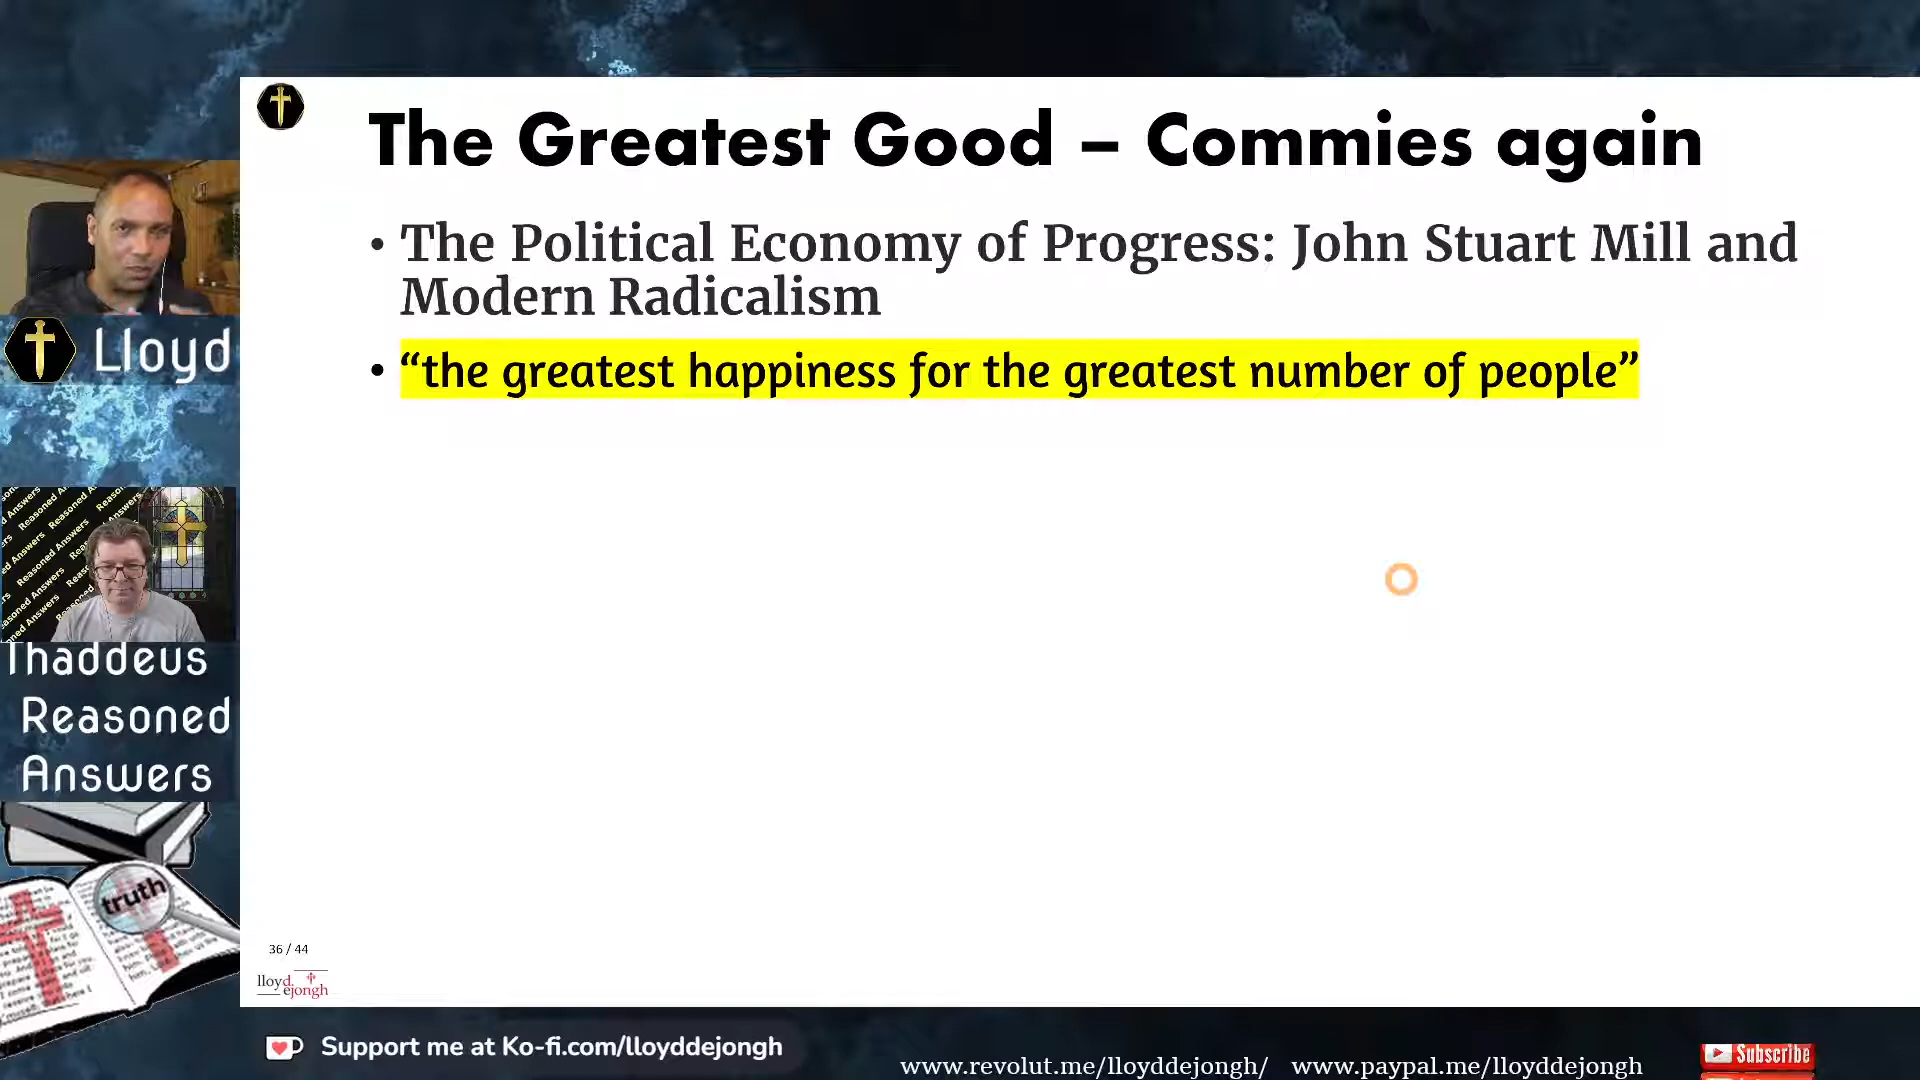 The Greatest Good – Commies again
• The Political Economy of Progress: John Stuart Mill and
Modern Radicalism
• “the greatest happiness for the greatest number of people”
Lloyd
Reasoned Answers
Thaddeus
Reasoned
Answers
truth
36 / 44
lloyd
ejongh
Support me at Ko-fi.com/lloyddejongh
www.revolut.me/lloyddejongh/ www.paypal.me/lloyddejongh
Subscribe